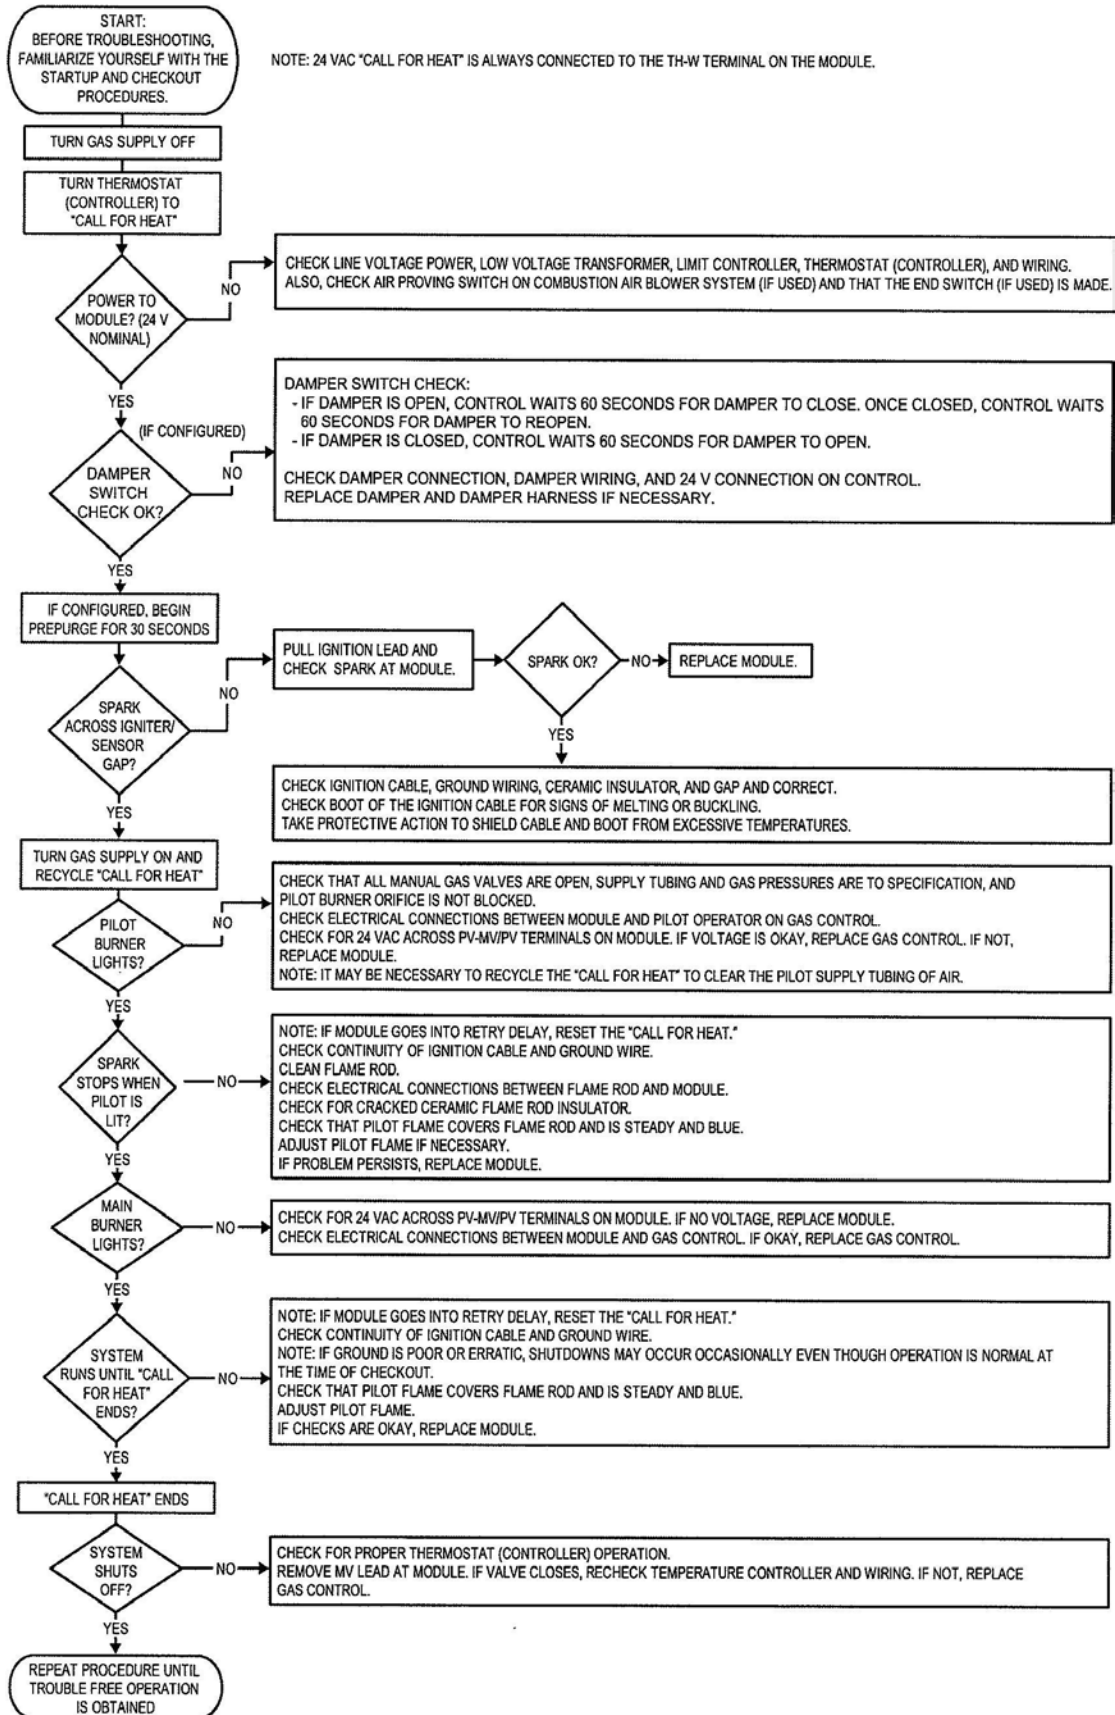 START:
BEFORE TROUBLESHOOTING,
FAMILIARIZE YOURSELF WITH THE
STARTUP AND CHECKOUT
PROCEDURES.
NOTE: 24 VAC "CALL FOR HEAT" IS ALWAYS CONNECTED TO THE TH-W TERMINAL ON THE MODULE.
TURN GAS SUPPLY OFF
TURN THERMOSTAT
(CONTROLLER) TO
"CALL FOR HEAT"
POWER TO
MODULE? (24 V
NOMINAL)
NO
CHECK LINE VOLTAGE POWER, LOW VOLTAGE TRANSFORMER, LIMIT CONTROLLER, THERMOSTAT (CONTROLLER), AND WIRING.
ALSO, CHECK AIR PROVING SWITCH ON COMBUSTION AIR BLOWER SYSTEM (IF USED) AND THAT THE END SWITCH (IF USED) IS MADE.
YES
(IF CONFIGURED)
DAMPER
SWITCH
CHECK OK?
NO
DAMPER SWITCH CHECK:
- IF DAMPER IS OPEN, CONTROL WAITS 60 SECONDS FOR DAMPER TO CLOSE. ONCE CLOSED, CONTROL WAITS
60 SECONDS FOR DAMPER TO REOPEN.
- IF DAMPER IS CLOSED, CONTROL WAITS 60 SECONDS FOR DAMPER TO OPEN.
CHECK DAMPER CONNECTION, DAMPER WIRING, AND 24 V CONNECTION ON CONTROL.
REPLACE DAMPER AND DAMPER HARNESS IF NECESSARY.
YES
IF CONFIGURED, BEGIN
PREPURGE FOR 30 SECONDS
SPARK
ACROSS IGNITER/
SENSOR
GAP?
NO
PULL IGNITION LEAD AND
CHECK SPARK AT MODULE.
SPARK OK?
NO
REPLACE MODULE.
YES
CHECK IGNITION CABLE, GROUND WIRING, CERAMIC INSULATOR, AND GAP AND CORRECT.
CHECK BOOT OF THE IGNITION CABLE FOR SIGNS OF MELTING OR BUCKLING.
TAKE PROTECTIVE ACTION TO SHIELD CABLE AND BOOT FROM EXCESSIVE TEMPERATURES.
YES
TURN GAS SUPPLY ON AND
RECYCLE "CALL FOR HEAT"
PILOT
BURNER
LIGHTS?
NO
CHECK THAT ALL MANUAL GAS VALVES ARE OPEN, SUPPLY TUBING AND GAS PRESSURES ARE TO SPECIFICATION, AND
PILOT BURNER ORIFICE IS NOT BLOCKED.
CHECK ELECTRICAL CONNECTIONS BETWEEN MODULE AND PILOT OPERATOR ON GAS CONTROL.
CHECK FOR 24 VAC ACROSS PV-MV/PV TERMINALS ON MODULE. IF VOLTAGE IS OKAY, REPLACE GAS CONTROL. IF NOT,
REPLACE MODULE.
NOTE: IT MAY BE NECESSARY TO RECYCLE THE "CALL FOR HEAT" TO CLEAR THE PILOT SUPPLY TUBING OF AIR.
YES
SPARK
STOPS WHEN
PILOT IS
LIT?
NO
NOTE: IF MODULE GOES INTO RETRY DELAY, RESET THE "CALL FOR HEAT."
CHECK CONTINUITY OF IGNITION CABLE AND GROUND WIRE.
CLEAN FLAME ROD.
CHECK ELECTRICAL CONNECTIONS BETWEEN FLAME ROD AND MODULE.
CHECK FOR CRACKED CERAMIC FLAME ROD INSULATOR.
CHECK THAT PILOT FLAME COVERS FLAME ROD AND IS STEADY AND BLUE.
ADJUST PILOT FLAME IF NECESSARY.
IF PROBLEM PERSISTS, REPLACE MODULE.
YES
MAIN
BURNER
LIGHTS?
NO
CHECK FOR 24 VAC ACROSS PV-MV/PV TERMINALS ON MODULE. IF NO VOLTAGE, REPLACE MODULE.
CHECK ELECTRICAL CONNECTIONS BETWEEN MODULE AND GAS CONTROL. IF OKAY, REPLACE GAS CONTROL.
YES
SYSTEM
RUNS UNTIL "CALL
FOR HEAT"
ENDS?
NO
NOTE: IF MODULE GOES INTO RETRY DELAY, RESET THE "CALL FOR HEAT."
CHECK CONTINUITY OF IGNITION CABLE AND GROUND WIRE.
NOTE: IF GROUND IS POOR OR ERRATIC, SHUTDOWNS MAY OCCUR OCCASIONALLY EVEN THOUGH OPERATION IS NORMAL AT
THE TIME OF CHECKOUT.
CHECK THAT PILOT FLAME COVERS FLAME ROD AND IS STEADY AND BLUE.
ADJUST PILOT FLAME.
IF CHECKS ARE OKAY, REPLACE MODULE.
YES
"CALL FOR HEAT" ENDS
SYSTEM
SHUTS
OFF?
NO
CHECK FOR PROPER THERMOSTAT (CONTROLLER) OPERATION.
REMOVE MV LEAD AT MODULE. IF VALVE CLOSES, RECHECK TEMPERATURE CONTROLLER AND WIRING. IF NOT, REPLACE
GAS CONTROL.
YES
REPEAT PROCEDURE UNTIL
TROUBLE FREE OPERATION
IS OBTAINED